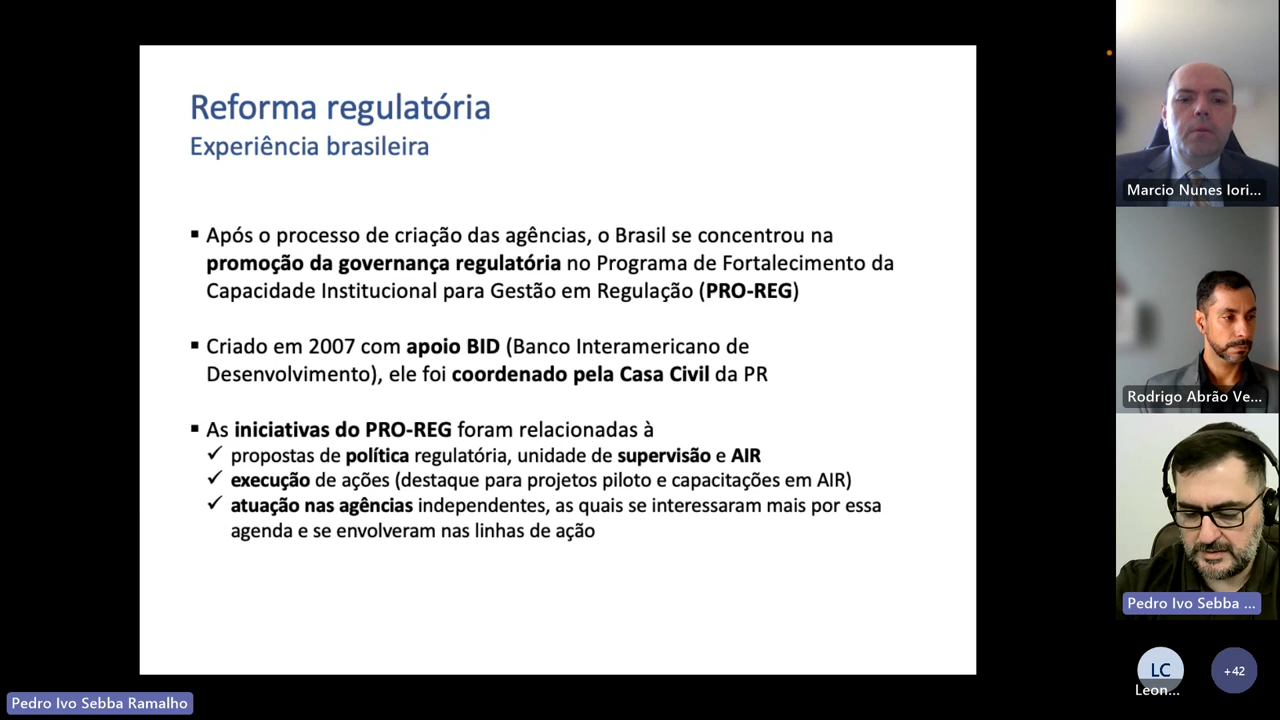 Reforma regulatória
Experiência brasileira
▪ Após o processo de criação das agências, o Brasil se concentrou na
promoção da governança regulatória no Programa de Fortalecimento da
Capacidade Institucional para Gestão em Regulação (PRO-REG)
▪ Criado em 2007 com apoio BID (Banco Interamericano de
Desenvolvimento), ele foi coordenado pela Casa Civil da PR
▪ As iniciativas do PRO-REG foram relacionadas à
✓ propostas de política regulatória, unidade de supervisão e AIR
✓ execução de ações (destaque para projetos piloto e capacitações em AIR)
✓ atuação nas agências independentes, as quais se interessaram mais por essa
agenda e se envolveram nas linhas de ação
Marcio Nunes Iori...
Rodrigo Abrão Ve...
Pedro Ivo Sebba ...
LC
Leon...
+42
Pedro Ivo Sebba Ramalho